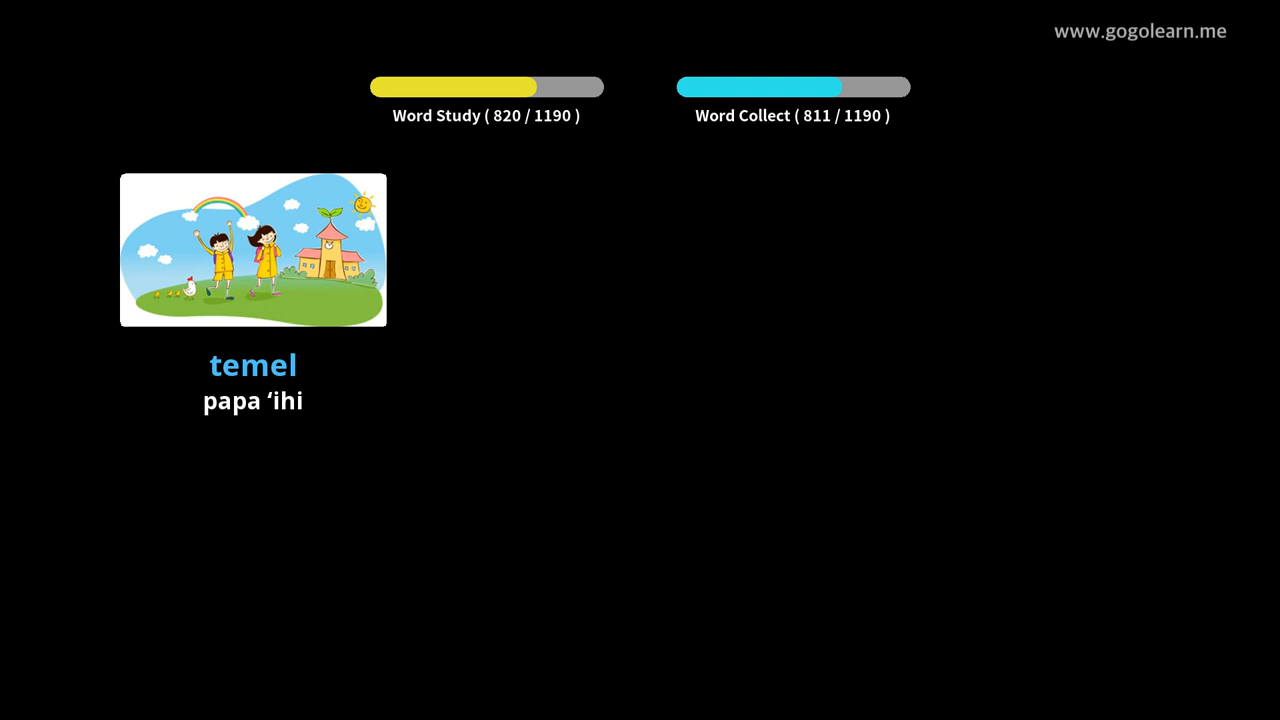 www.gogolearn.me
Word Study ( 820 / 1190 )
Word Collect ( 811 / 1190 )
temel
papa ‘ihi